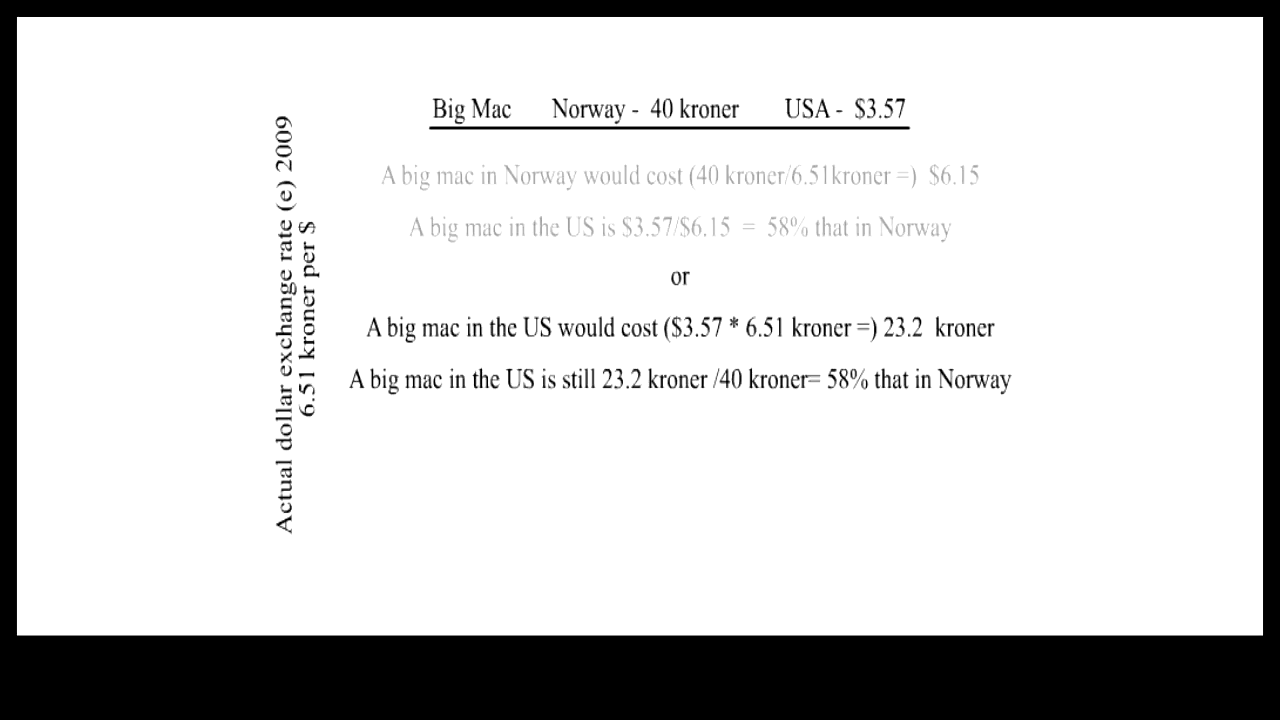 Actual dollar exchange rate (e) 2009
6.51 kroner per $
Big Mac Norway - 40 kroner USA - $3.57
A big mac in Norway would cost (40 kroner/6.51kroner =) $6.15
A big mac in the US is $3.57/$6.15 = 58% that in Norway
or
A big mac in the US would cost ($3.57 * 6.51 kroner =) 23.2 kroner
A big mac in the US is still 23.2 kroner /40 kroner= 58% that in Norway